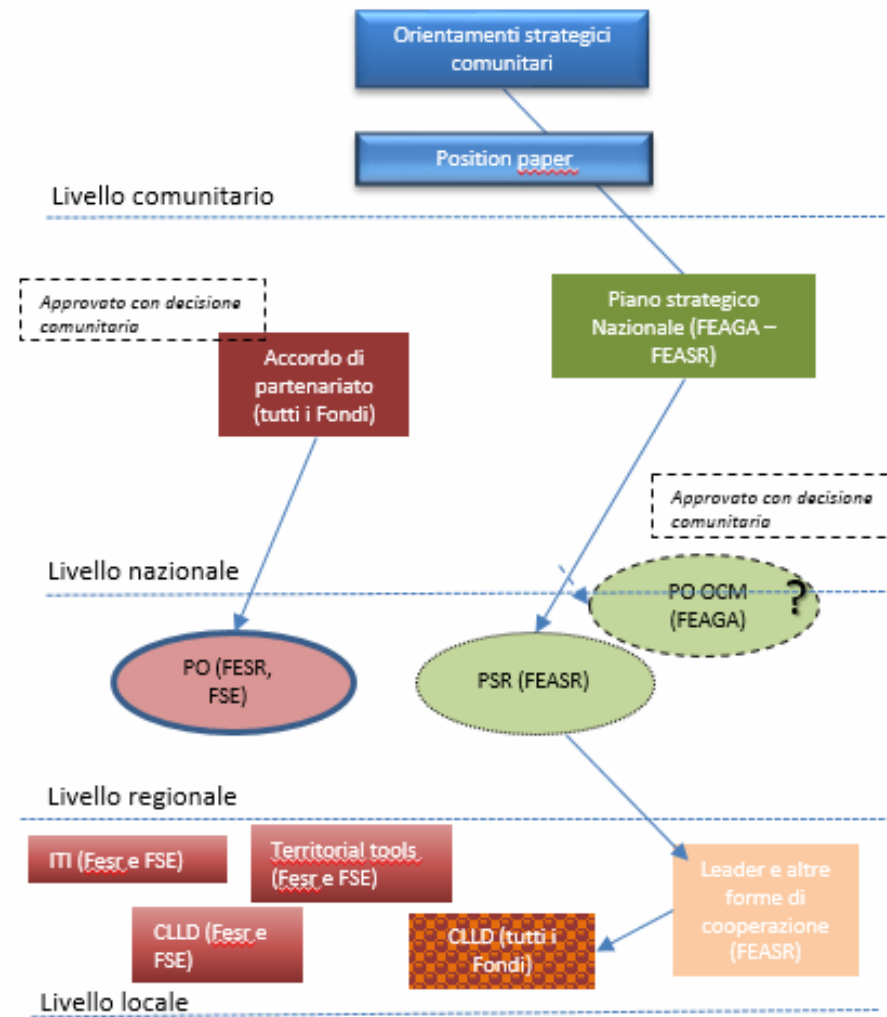 Orientamenti strategici
comunitari
Position paper
Livello comunitario
Approvato con decisione
comunitaria
Piano strategico
Nazionale (FEAGA –
FEASR)
Accordo di
partenariato
(tutti i Fondi)
Approvato con decisione
comunitaria
Livello nazionale
PO OCM
(FEAGA)
?
PO (FESR,
FSE)
PSR (FEASR)
Livello regionale
ITI (Fesr e FSE)
Territorial tools
(Fesr e FSE)
Leader e altre
forme di
cooperazione
(FEASR)
CLLD (Fesr e
FSE)
CLLD (tutti i
Fondi)
Livello locale